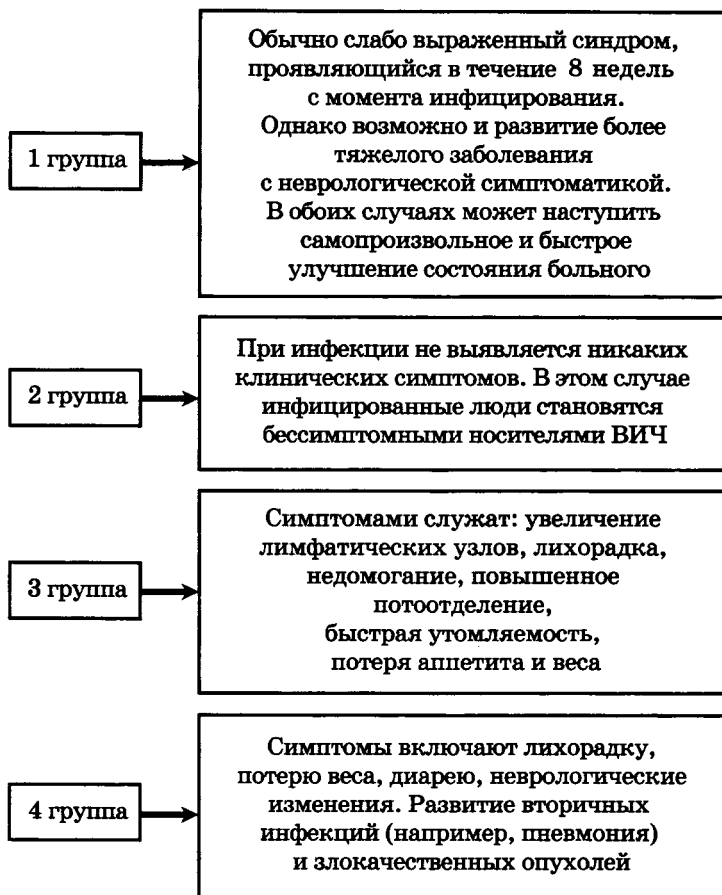 1 группа
Обычно слабо выраженный синдром,
проявляющийся в течение 8 недель
с момента инфицирования.
Однако возможно и развитие более
тяжелого заболевания
с неврологической симптоматикой.
В обоих случаях может наступить
самопроизвольное и быстрое
улучшение состояния больного
2 группа
При инфекции не выявляется никаких
клинических симптомов. В этом случае
инфицированные люди становятся
бессимптомными носителями ВИЧ
3 группа
Симптомами служат: увеличение
лимфатических узлов, лихорадка,
недомогание, повышенное
потоотделение,
быстрая утомляемость,
потеря аппетита и веса
4 группа
Симптомы включают лихорадку,
потерю веса, диарею, неврологические
изменения. Развитие вторичных
инфекций (например, пневмония)
и злокачественных опухолей